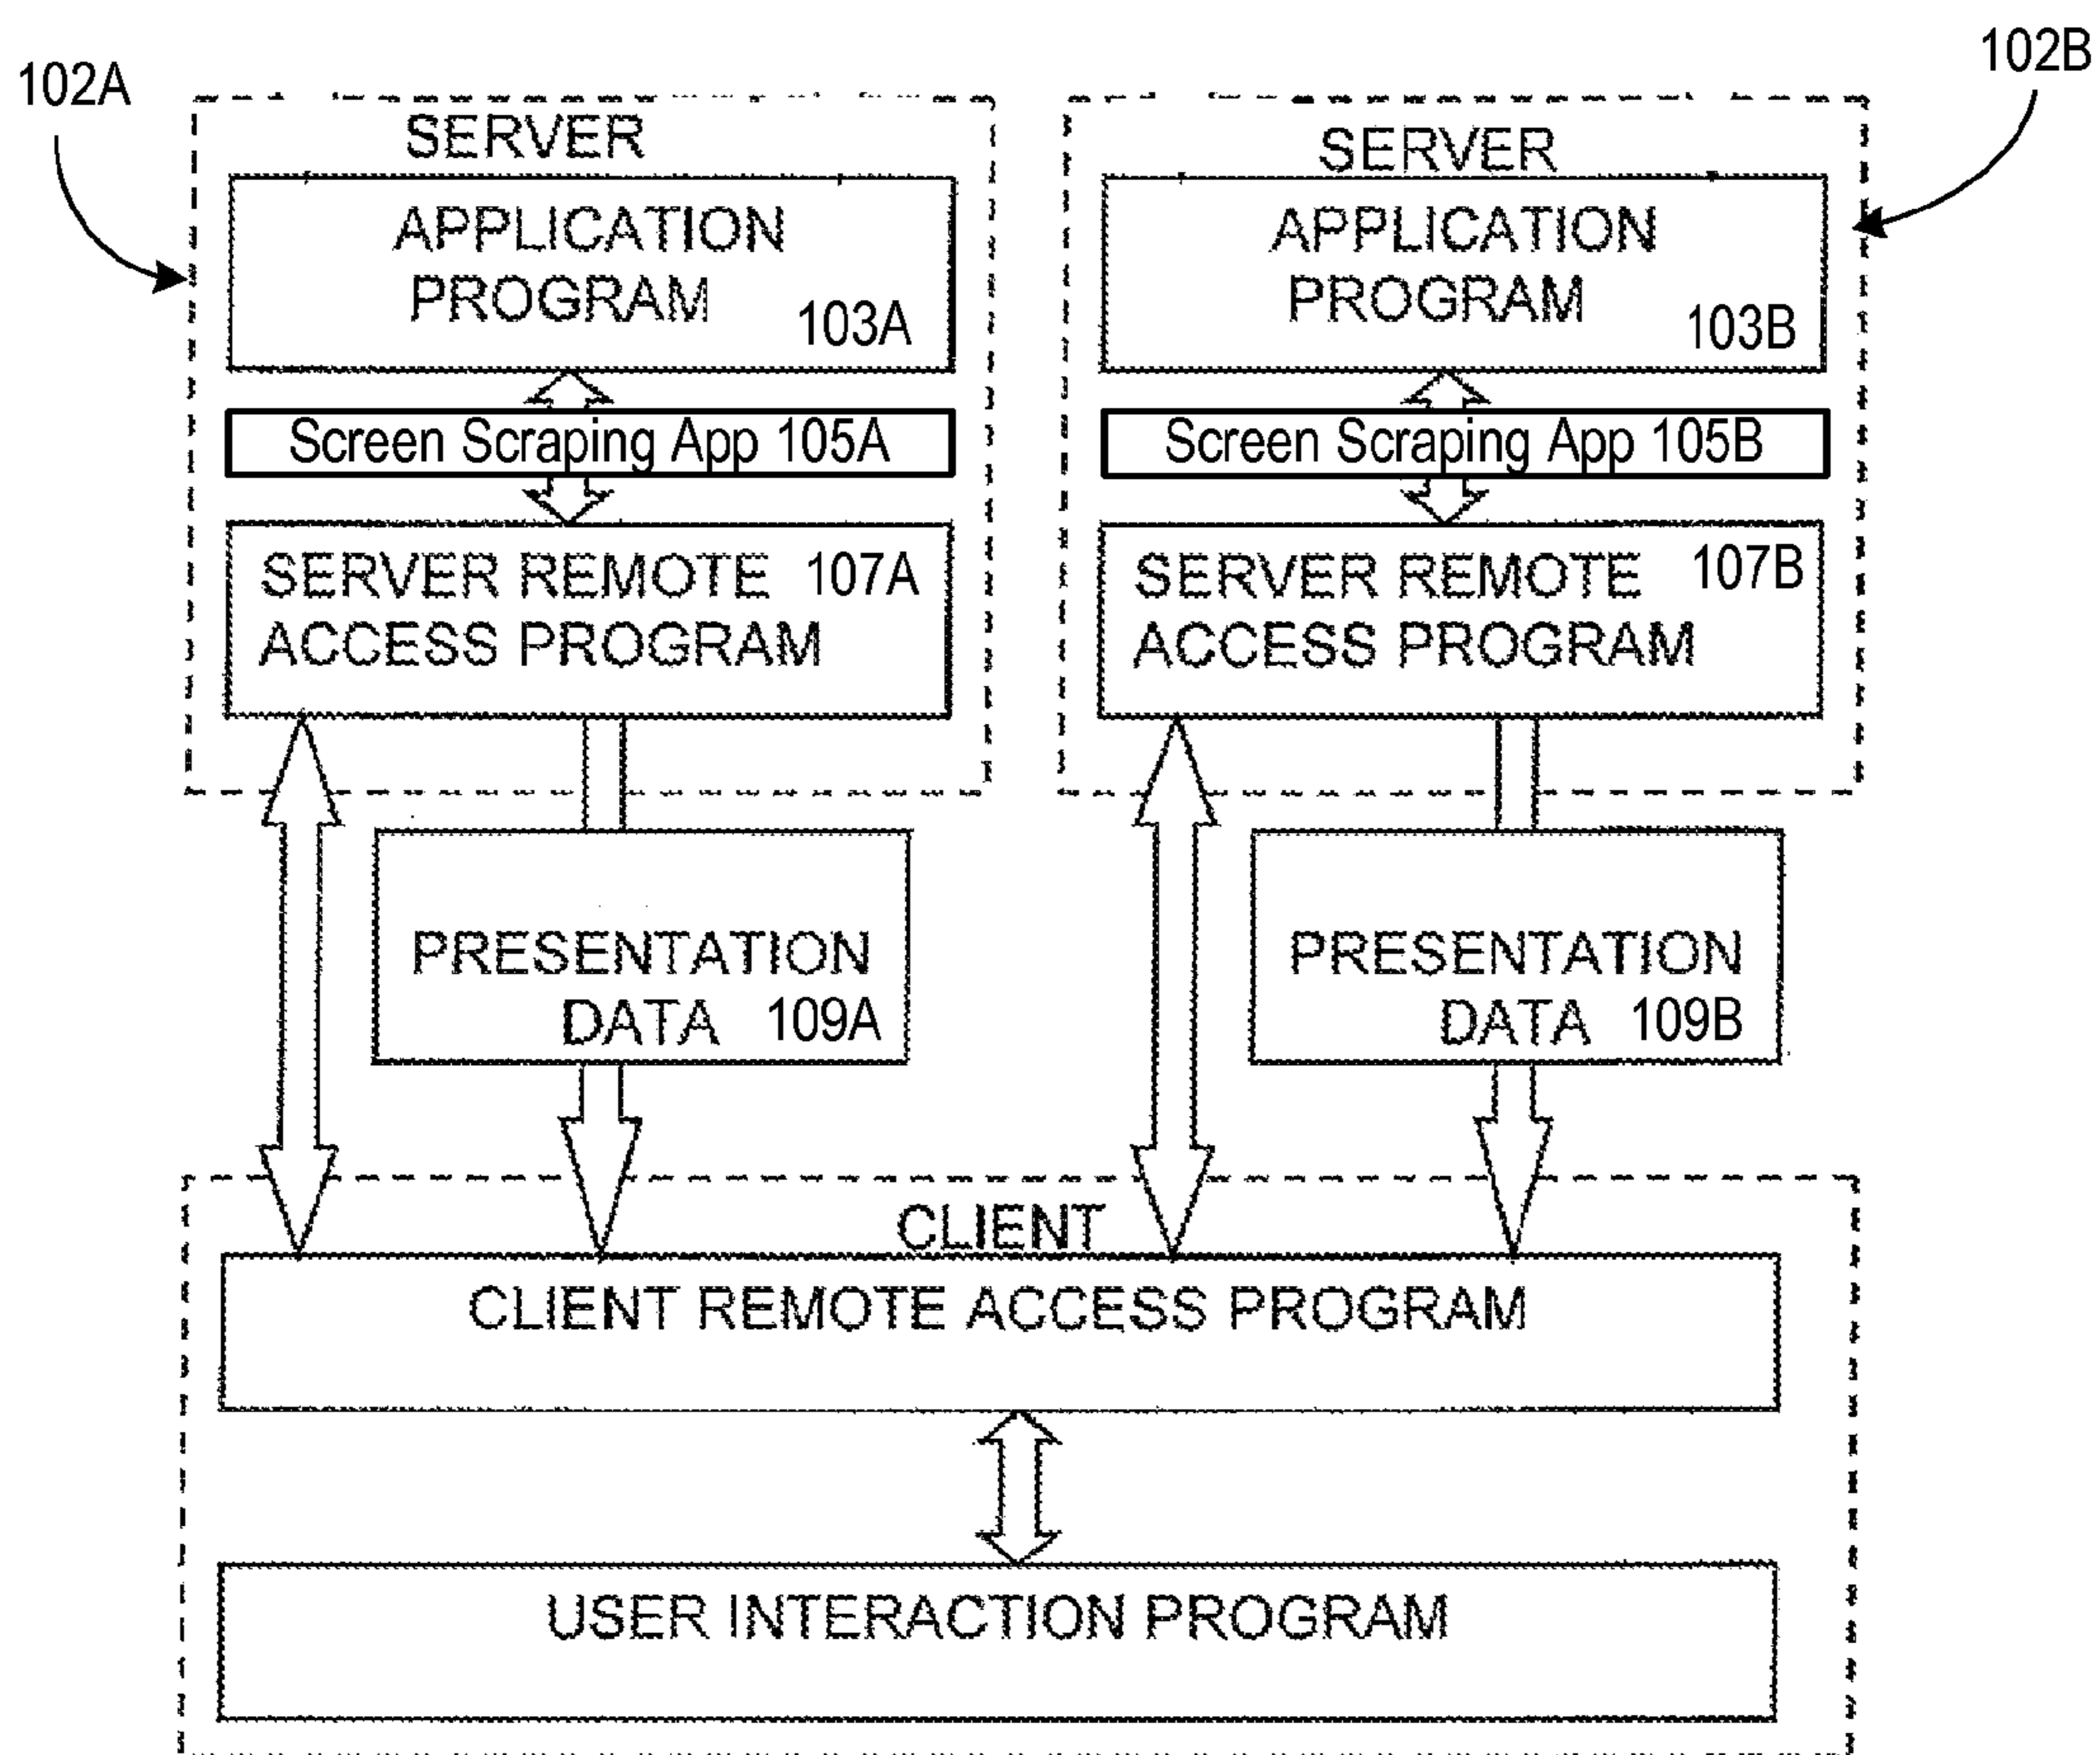 102A
102B
SERVER
APPLICATION
PROGRAM
103A
Screen Scraping App 105A
SERVER REMOTE 107A
ACCESS PROGRAM
PRESENTATION
DATA 109A
SERVER
APPLICATION
PROGRAM
103B
Screen Scraping App 105B
SERVER REMOTE 107B
ACCESS PROGRAM
PRESENTATION
DATA 109B
CLIENT
CLIENT REMOTE ACCESS PROGRAM
USER INTERACTION PROGRAM